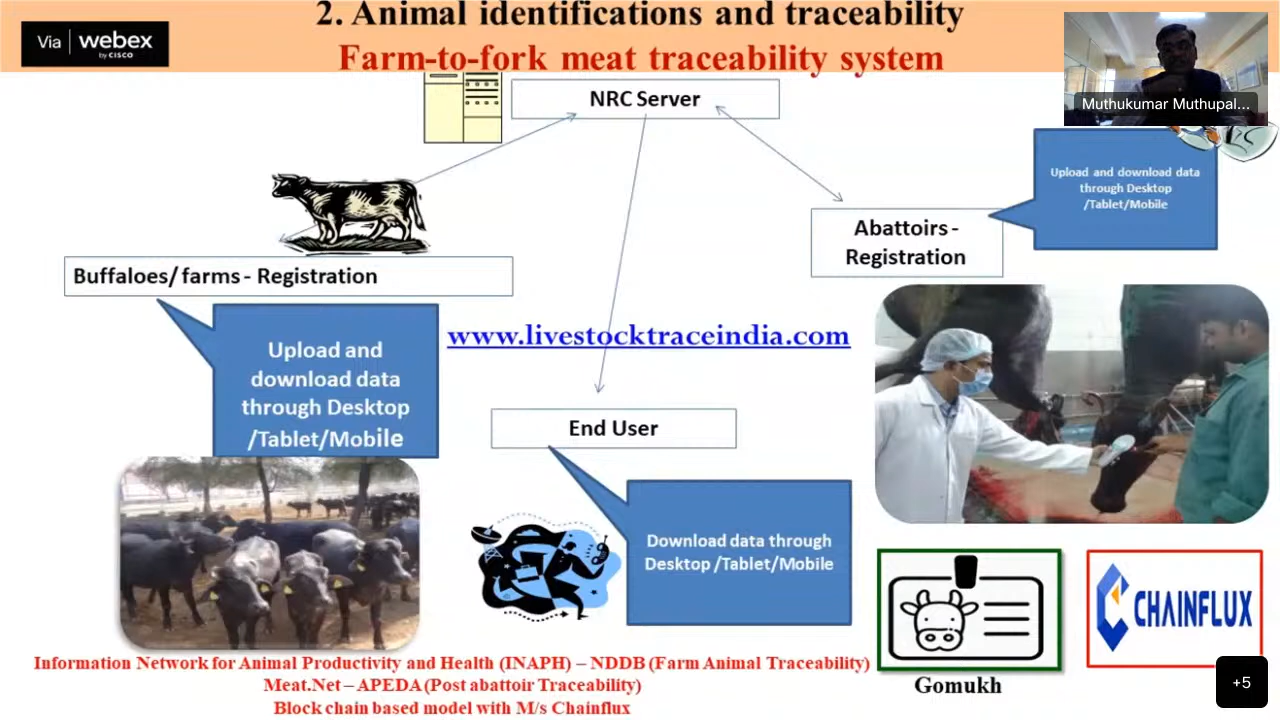 2. Animal identifications and traceability
Farm-to-fork meat traceability system
Via | webex
by CISCO
Muthukumar Muthupal...
NRC Server
Upload and download data
through Desktop
/Tablet/Mobile
Abattoirs -
Registration
Buffaloes/ farms - Registration
Upload and
download data
through Desktop
/Tablet/Mobile
www.livestocktraceindia.com
End User
Download data through
Desktop /Tablet/Mobile
CHAINFLUX
Gomukh
Information Network for Animal Productivity and Health (INAPH) – NDDB (Farm Animal Traceability)
Meat.Net – APEDA (Post abattoir Traceability)
Block chain based model with M/s Chainflux
+5